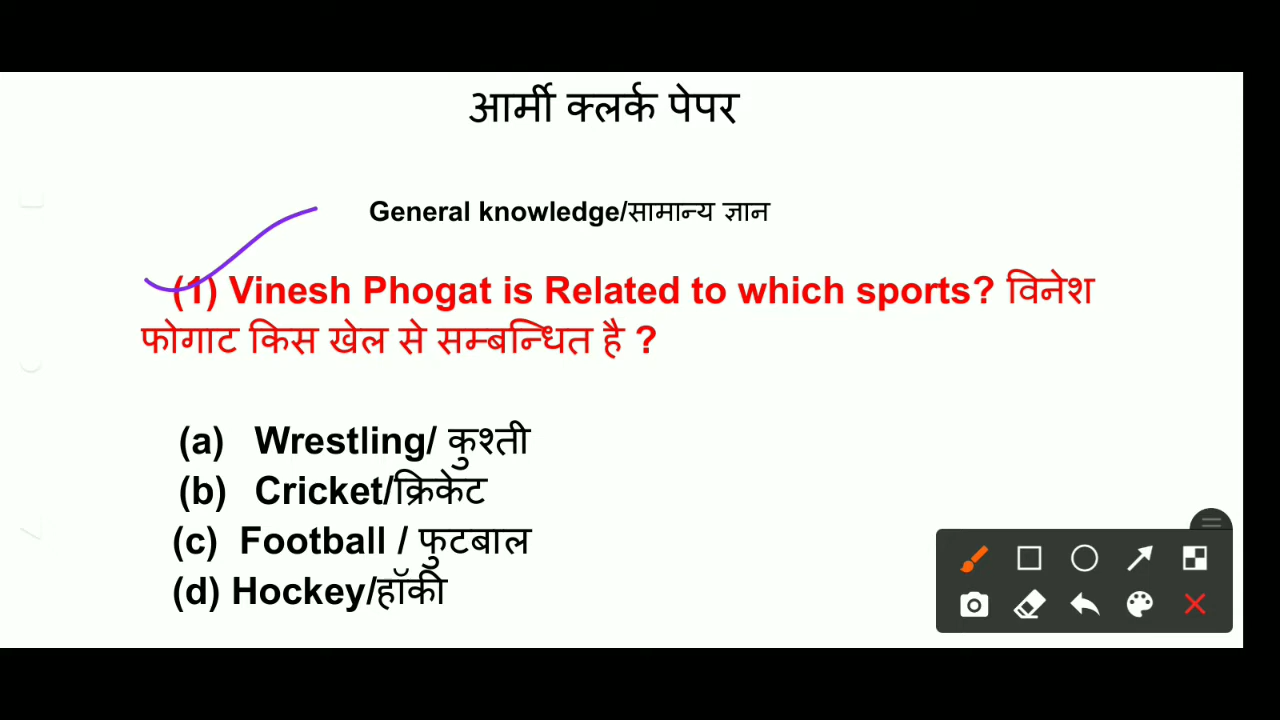 आर्मी क्लर्क पेपर
General knowledge/सामान्य ज्ञान
(1) Vinesh Phogat is Related to which sports? विनेश
फोगाट किस खेल से सम्बन्धित है ?
(a) Wrestling/ कुश्ती
(b) Cricket/क्रिकेट
(c) Football / फुटबाल
(d) Hockey/हॉकी